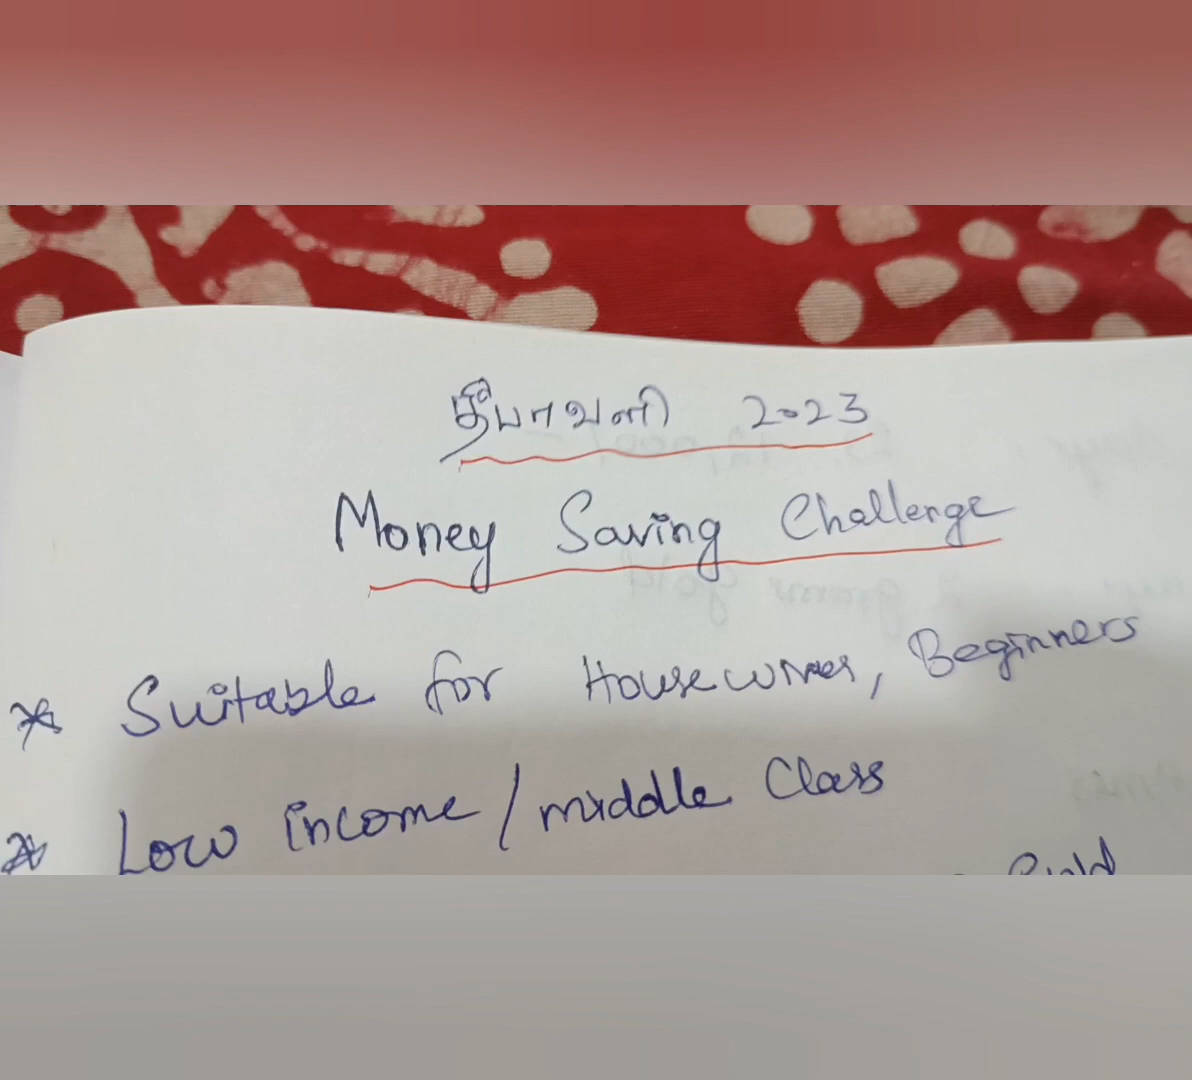 தீபாவளி 2023
Money Saving Challenge
* Suitable for Housewives, Beginners
* Low income / middle Class